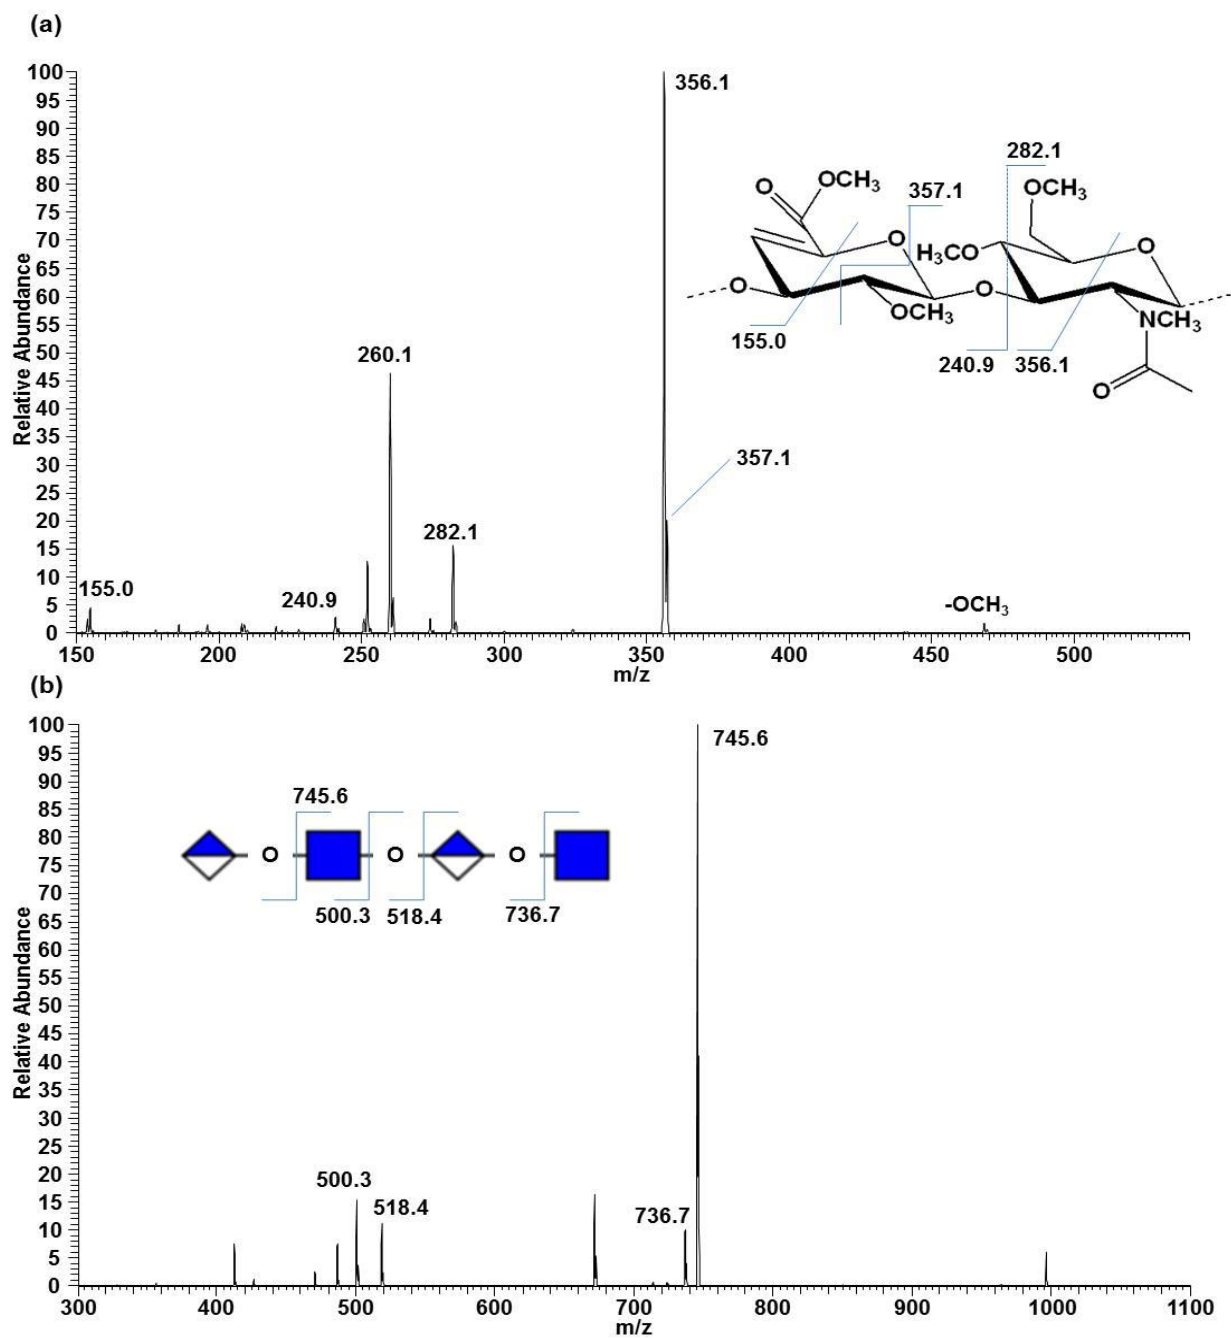 (a)
Relative Abundance
100
95
90
85
80
75
70
65
60
55
50
45
40
35
30
25
20
15
10
5
0
356.1
357.1
260.1
282.1
155.0
240.9
-OCH3
282.1
357.1
O
OCH3
OCH3
O
H3CO
O
O
O
OCH3
NCH3
O
155.0
240.9
356.1
150 200 250 300 350 400 450 500
m/z
(b)
Relative Abundance
100
95
90
85
80
75
70
65
60
55
50
45
40
35
30
25
20
15
10
5
0
745.6
745.6
O O O
500.3 518.4 736.7
500.3
518.4
736.7
300 400 500 600 700 800 900 1000 1100
m/z